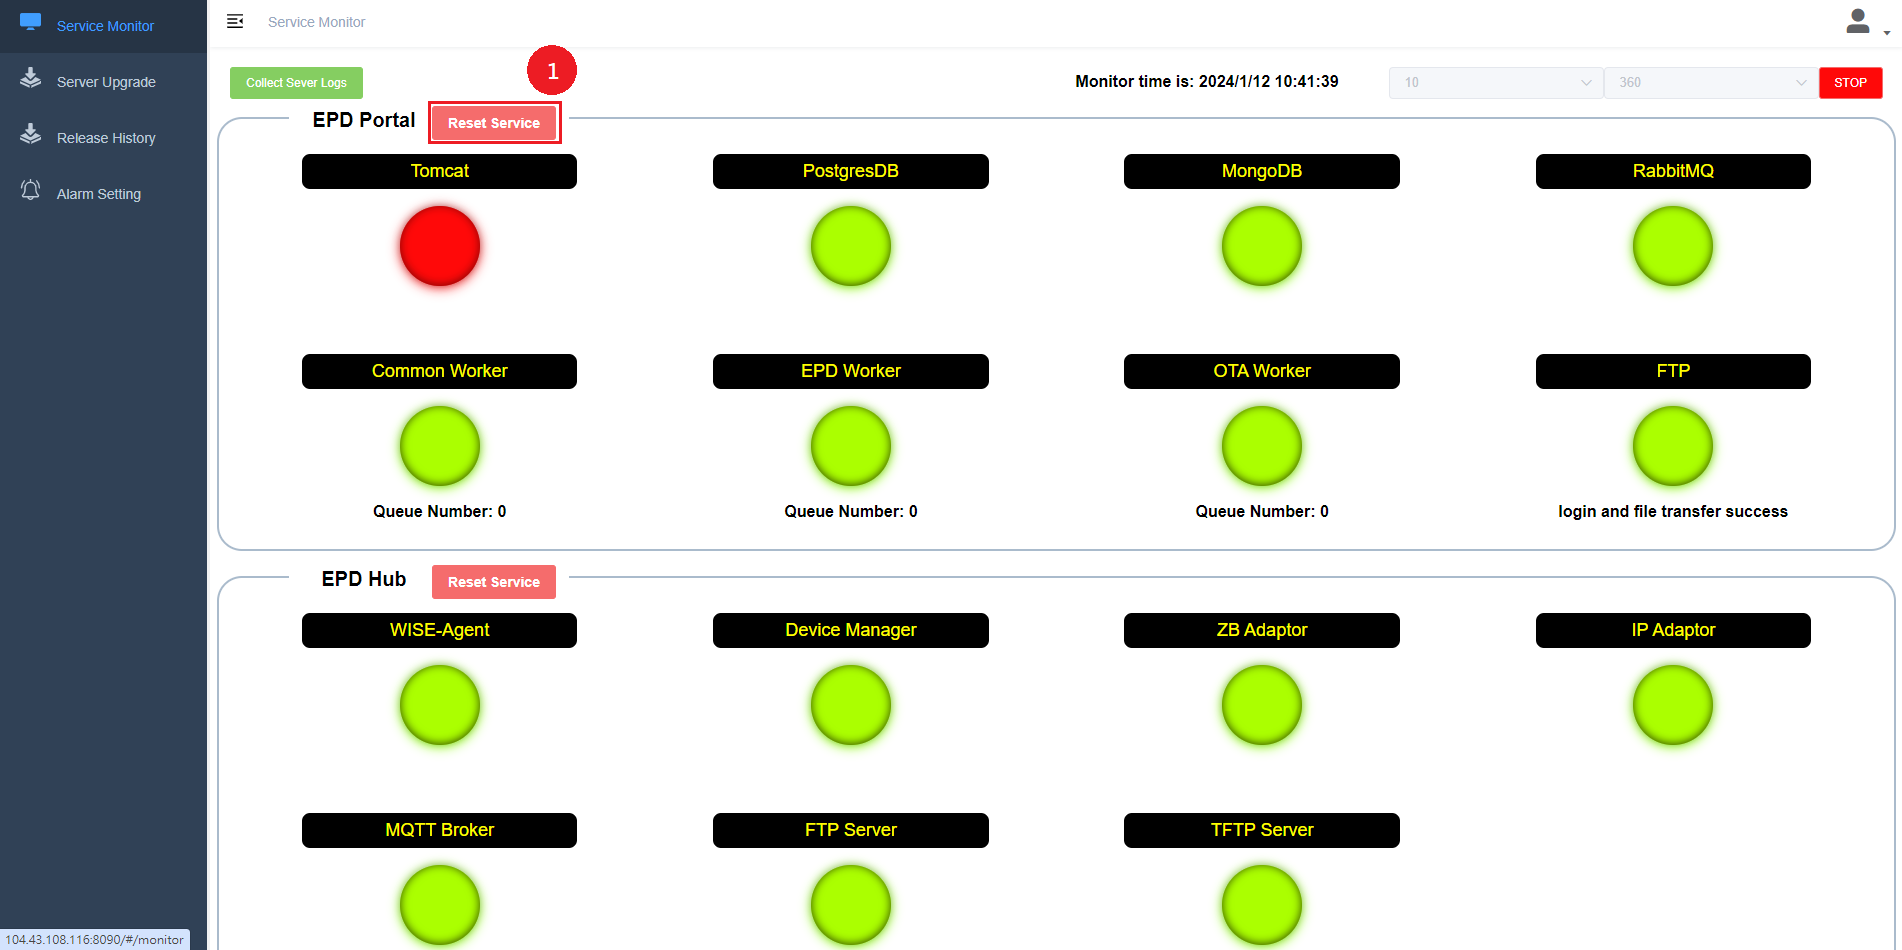 Service Monitor
Server Upgrade
Release History
Alarm Setting
Service Monitor
Collect Sever Logs
1
Monitor time is: 2024/1/12 10:41:39
10
360
STOP
EPD Portal
Reset Service
Tomcat
PostgresDB
MongoDB
RabbitMQ
Common Worker
EPD Worker
OTA Worker
FTP
Queue Number: 0
Queue Number: 0
Queue Number: 0
login and file transfer success
EPD Hub
Reset Service
WISE-Agent
Device Manager
ZB Adaptor
IP Adaptor
MQTT Broker
FTP Server
TFTP Server
104.43.108.116:8090/#/monitor